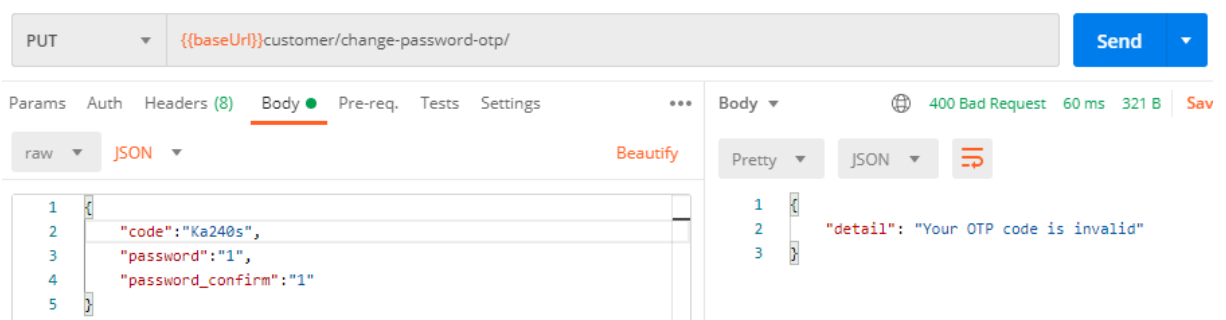 PUT {{baseUrl}}customer/change-password-otp/ Send
Params Auth Headers (8) Body Pre-req. Tests Settings
raw JSON Beautify
1 {
2 "code":"Ka240s",
3 "password":"1",
4 "password_confirm":"1"
5 }
Body 400 Bad Request 60 ms 321 B Sav
Pretty JSON
1 {
2 "detail": "Your OTP code is invalid"
3 }